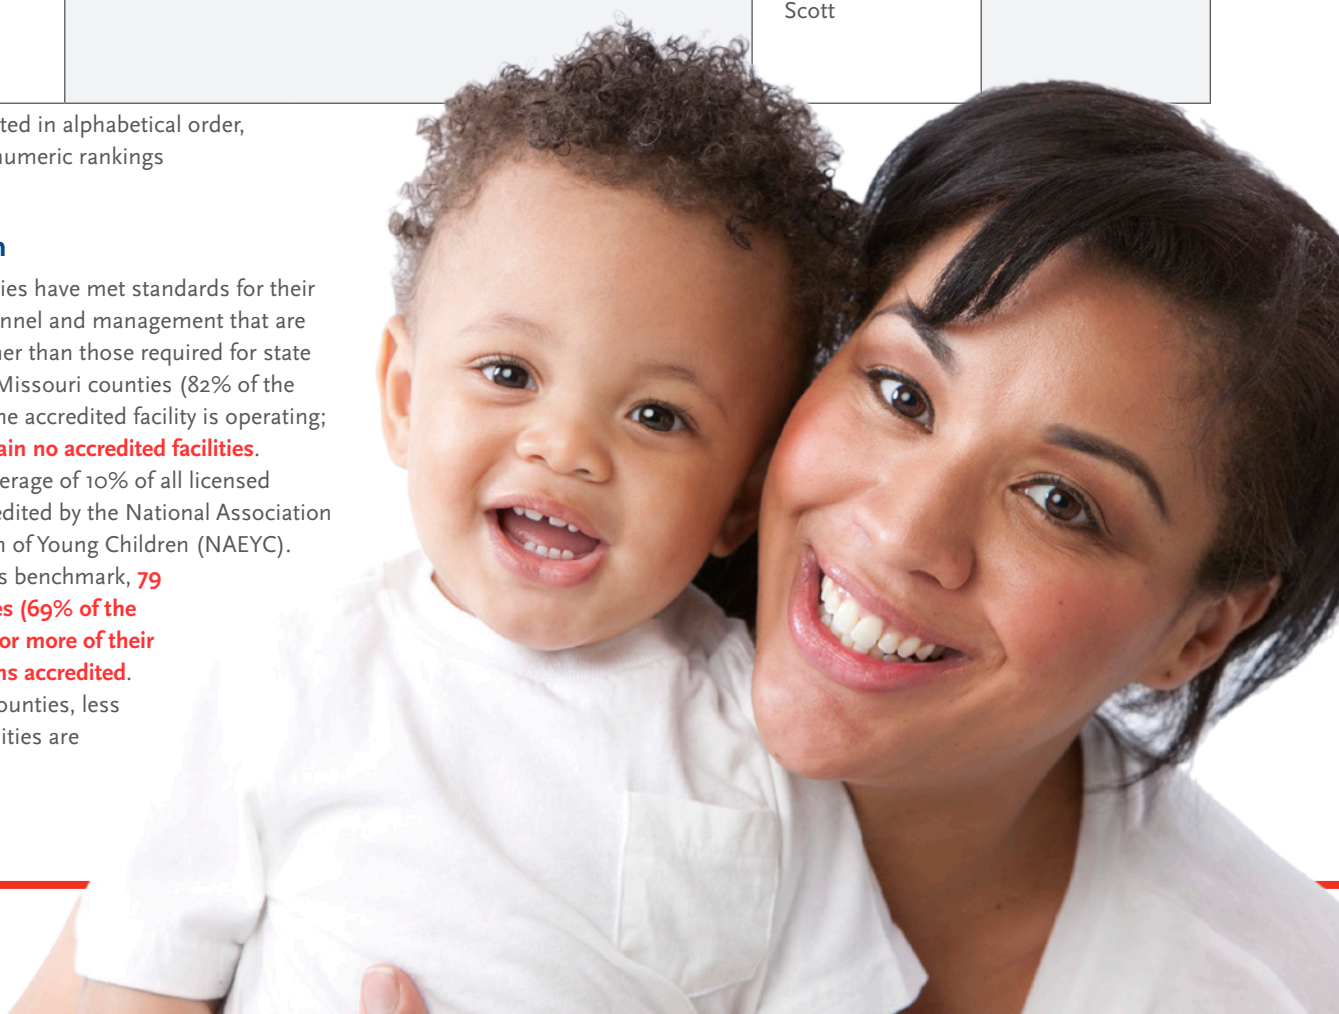 Scott
ted in alphabetical order,
numeric rankings
n
ies have met standards for their
nnel and management that are
her than those required for state
Missouri counties (82% of the
ne accredited facility is operating;
ain no accredited facilities.
erage of 10% of all licensed
edited by the National Association
n of Young Children (NAEYC).
s benchmark, 79
es (69% of the
or more of their
ns accredited.
ounties, less
ities are